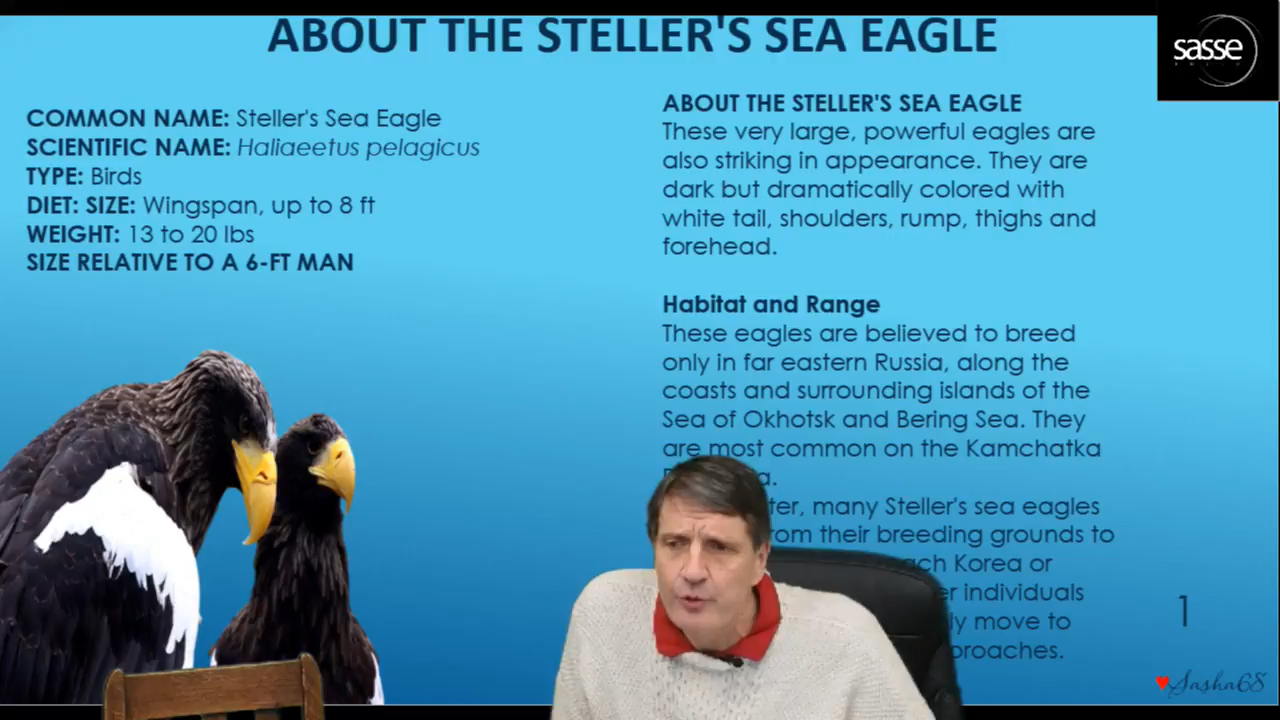 ABOUT THE STELLER'S SEA EAGLE
sasse
COMMON NAME: Steller's Sea Eagle
SCIENTIFIC NAME: Haliaeetus pelagicus
TYPE: Birds
DIET: SIZE: Wingspan, up to 8 ft
WEIGHT: 13 to 20 lbs
SIZE RELATIVE TO A 6-FT MAN
ABOUT THE STELLER'S SEA EAGLE
These very large, powerful eagles are
also striking in appearance. They are
dark but dramatically colored with
white tail, shoulders, rump, thighs and
forehead.
Habitat and Range
These eagles are believed to breed
only in far eastern Russia, along the
coasts and surrounding islands of the
Sea of Okhotsk and Bering Sea. They
are most common on the Kamchatka
many Steller's sea eagles
their breeding grounds to
Korea or
individuals
move to
1
Sasha68